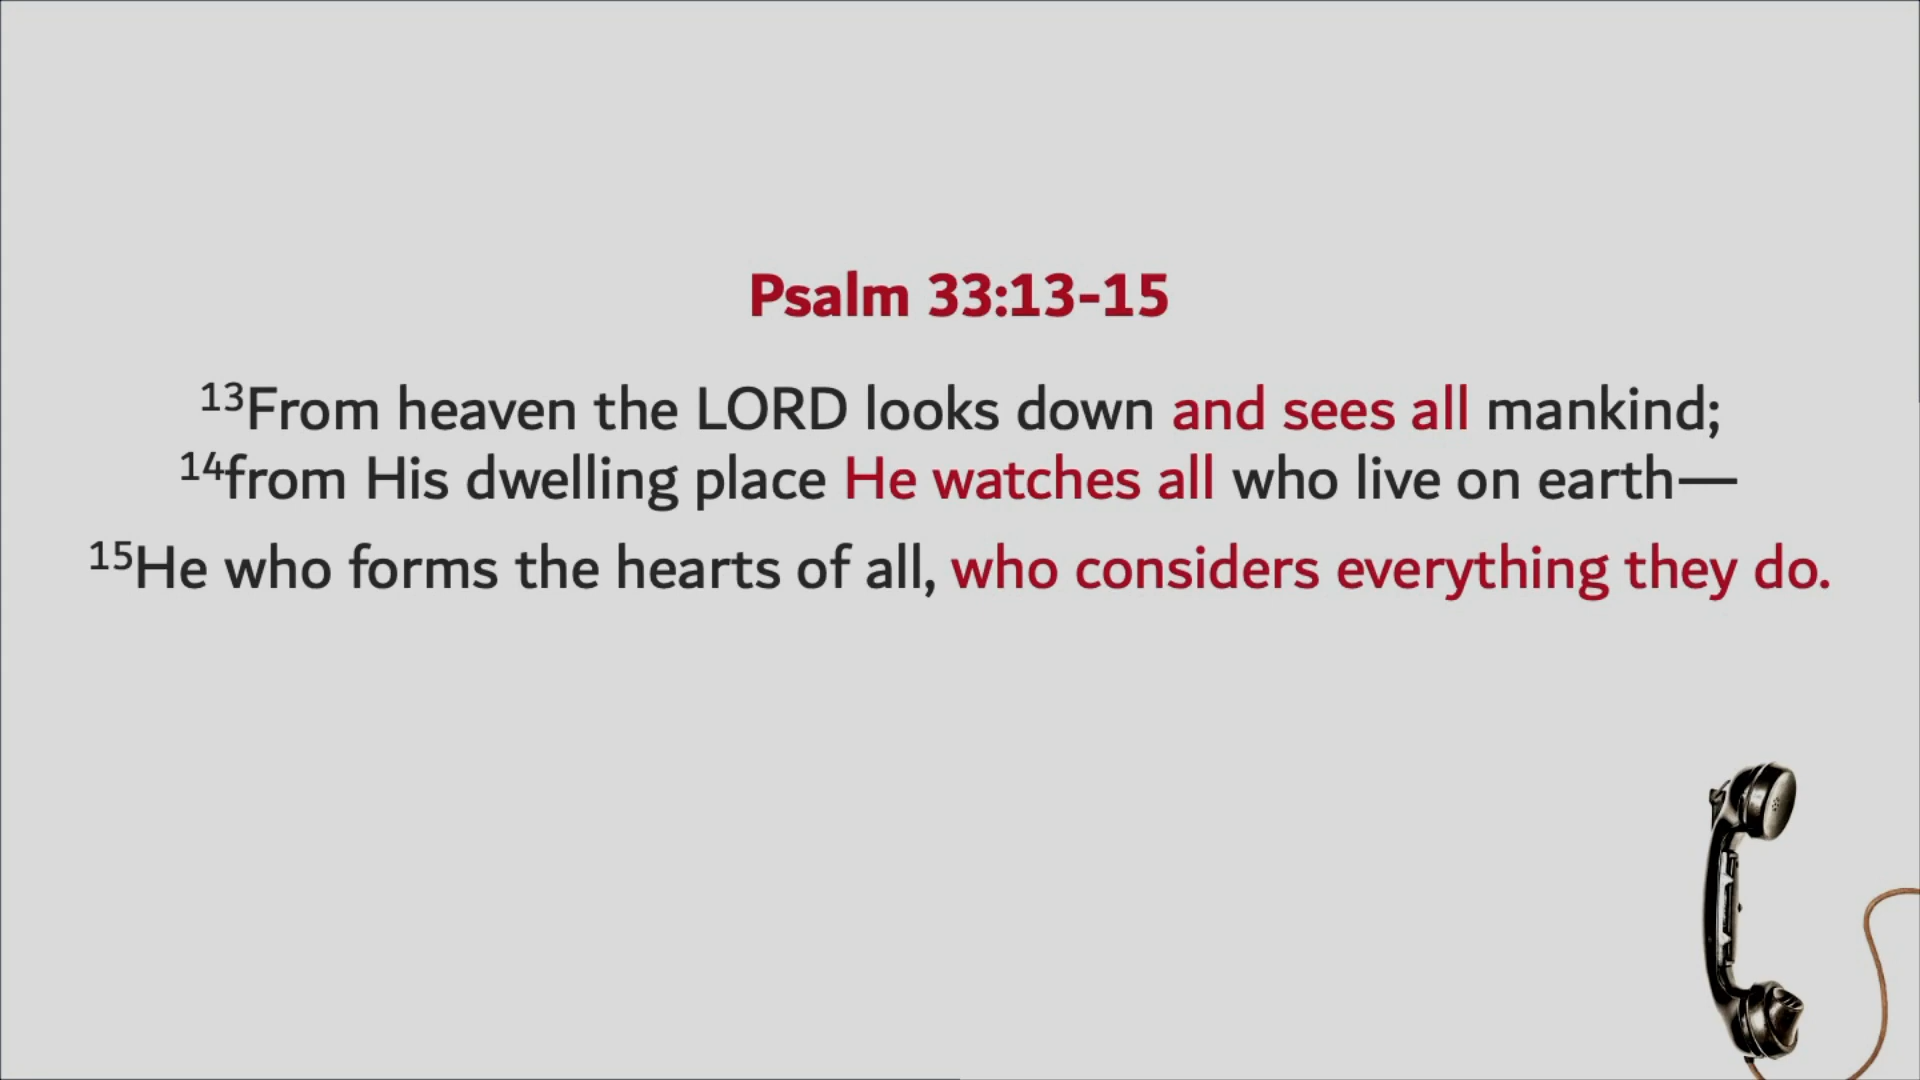 Psalm 33:13-15
13From heaven the LORD looks down and sees all mankind;
14from His dwelling place He watches all who live on earth—
15He who forms the hearts of all, who considers everything they do.